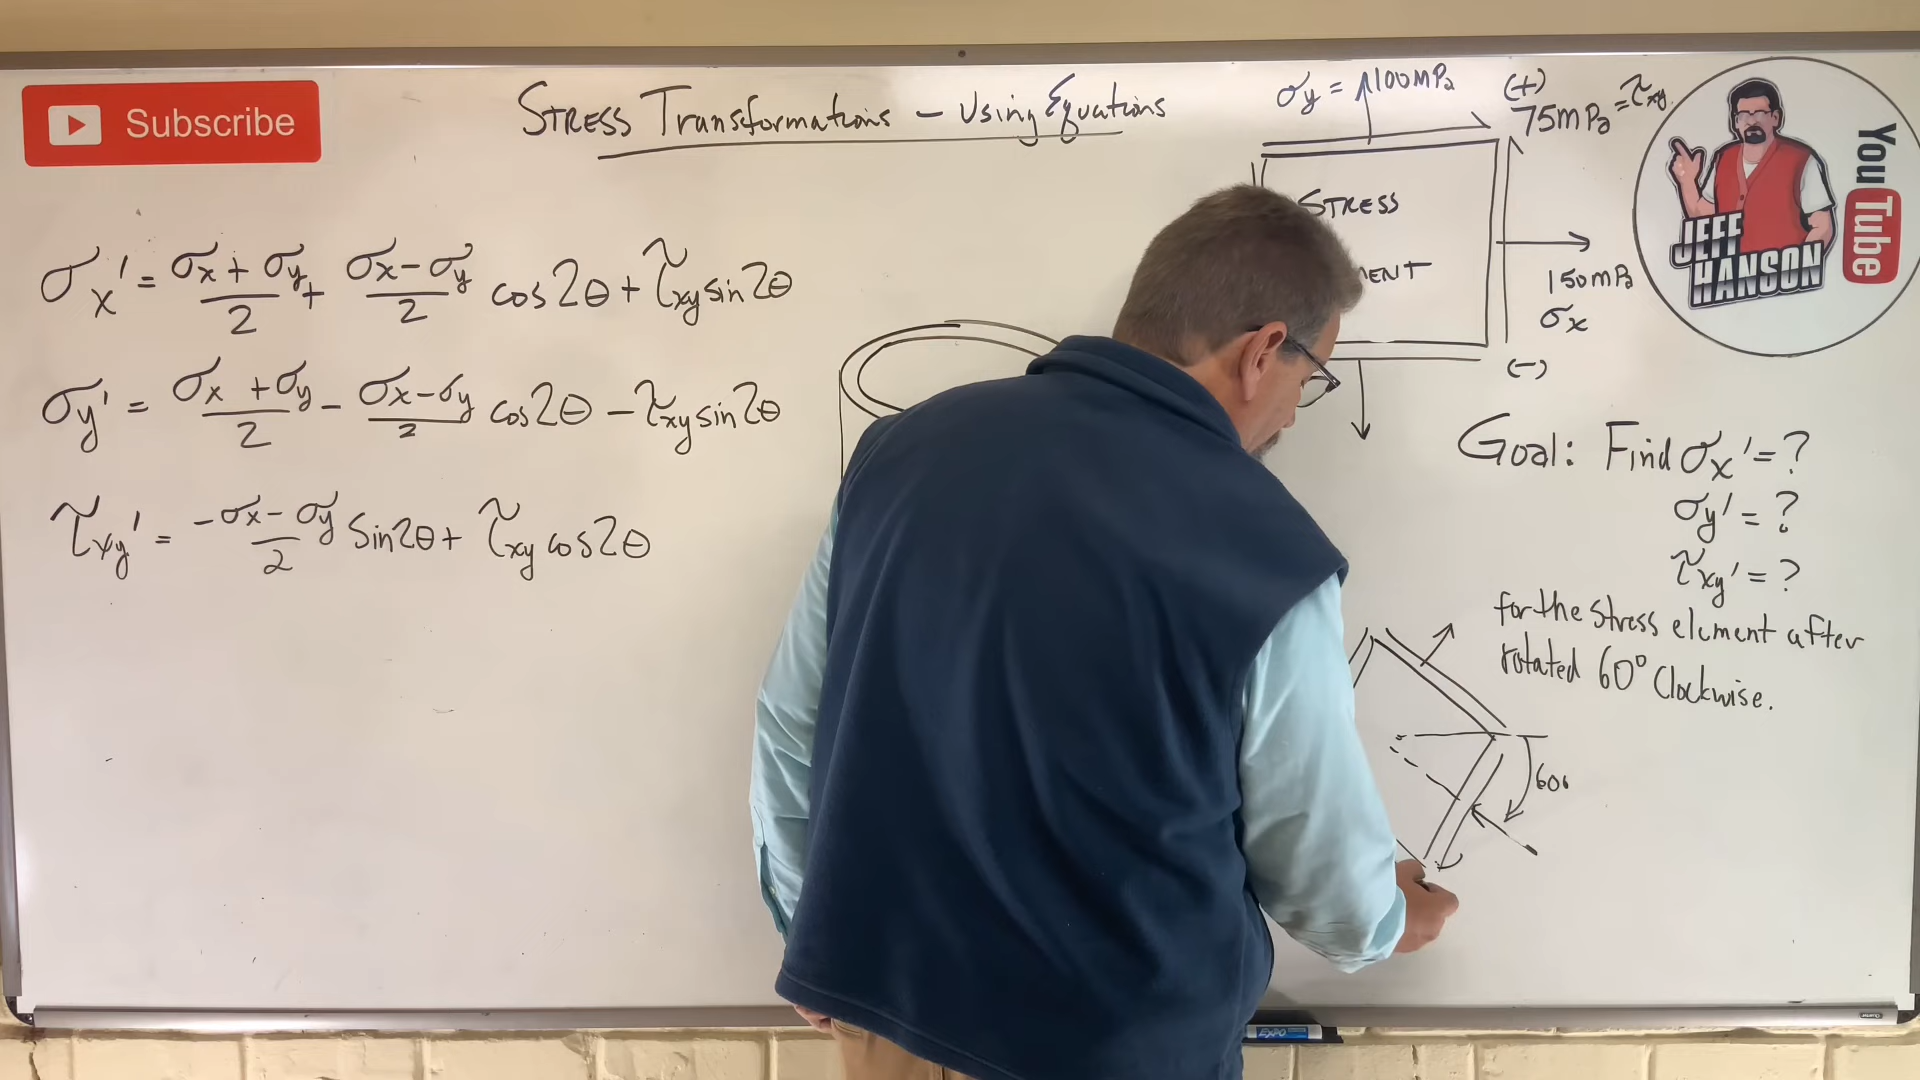 Subscribe
STRESS Transformations – Using Equations
σx' = σx + σy / 2 + σx – σy / 2 cos2θ + τxy sin2θ
σy' = σx + σy / 2 – σx – σy / 2 cos2θ – τxy sin2θ
τxy' = – σx – σy / 2 sin2θ + τxy cos2θ
σy = 100MPa
(+)
75mPa = τxy
STRESS
MENT
150mPa
σx
(-)
Goal: Find σx' = ?
σy' = ?
τxy' = ?
for the stress element after
rotated 60° Clockwise.
60°
JEFF
HANSON
YouTube
EXPO